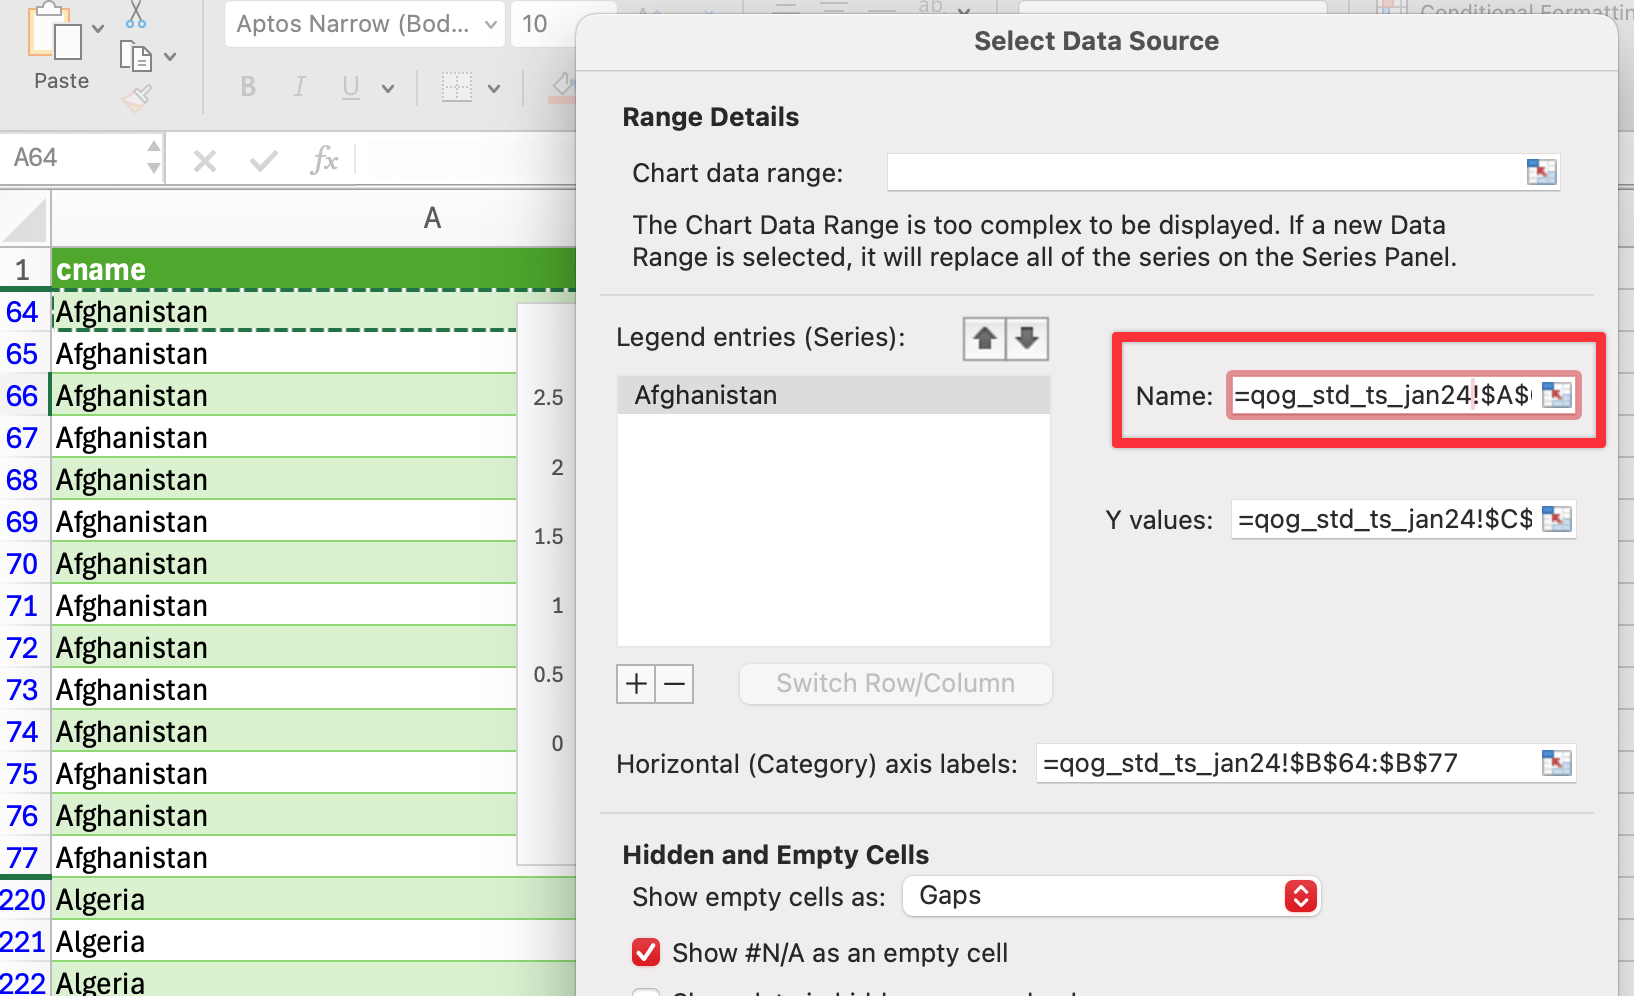 Aptos Narrow (Bod...
10
ab
Conditional Formattin
Paste
B I U
A64
fx
Select Data Source
Range Details
Chart data range:
The Chart Data Range is too complex to be displayed. If a new Data
Range is selected, it will replace all of the series on the Series Panel.
Legend entries (Series):
Afghanistan
Name: =qog_std_ts_jan24!$A$
Y values: =qog_std_ts_jan24!$C$
Switch Row/Column
Horizontal (Category) axis labels: =qog_std_ts_jan24!$B$64:$B$77
Hidden and Empty Cells
Show empty cells as: Gaps
Show #N/A as an empty cell
A
1 cname
64 Afghanistan
65 Afghanistan
66 Afghanistan
67 Afghanistan
68 Afghanistan
69 Afghanistan
70 Afghanistan
71 Afghanistan
72 Afghanistan
73 Afghanistan
74 Afghanistan
75 Afghanistan
76 Afghanistan
77 Afghanistan
220 Algeria
221 Algeria
222 Algeria
2.5
2
1.5
1
0.5
0